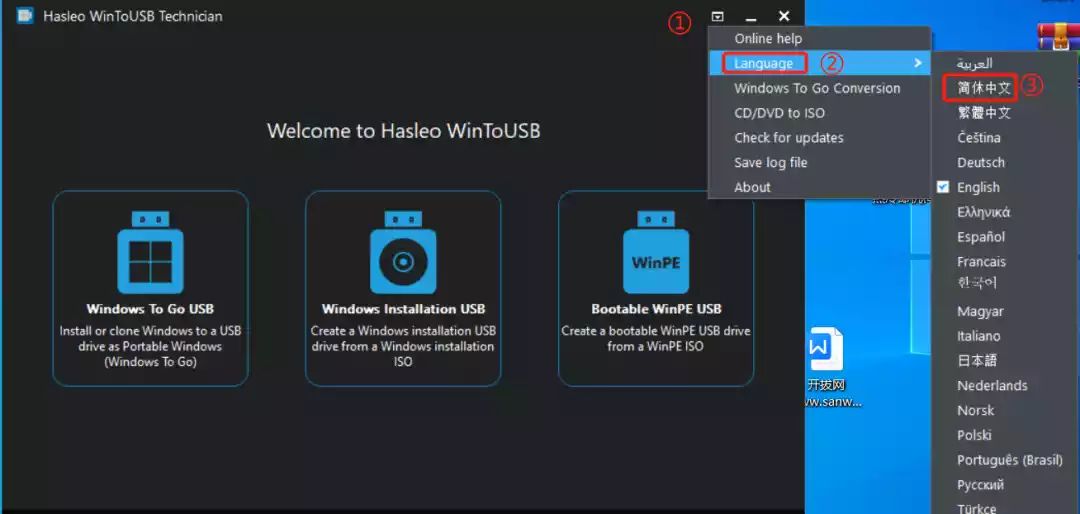 Hasleo WinToUSB Technician
①
Online help
Language ②
Windows To Go Conversion
CD/DVD to ISO
Check for updates
Save log file
About
العربية
简体中文 ③
繁體中文
Čeština
Deutsch
English
Ελληνικά
Español
Francais
한국어
Magyar
Italiano
日本語
Nederlands
Norsk
Polski
Português (Brasil)
Русский
Türkçe
Welcome to Hasleo WinToUSB
Windows To Go USB
Install or clone Windows to a USB
drive as Portable Windows
(Windows To Go)
Windows Installation USB
Create a Windows installation USB
drive from a Windows installation
ISO
WinPE
Bootable WinPE USB
Create a bootable WinPE USB drive
from a WinPE ISO
W
开拔网
ww.sanw...